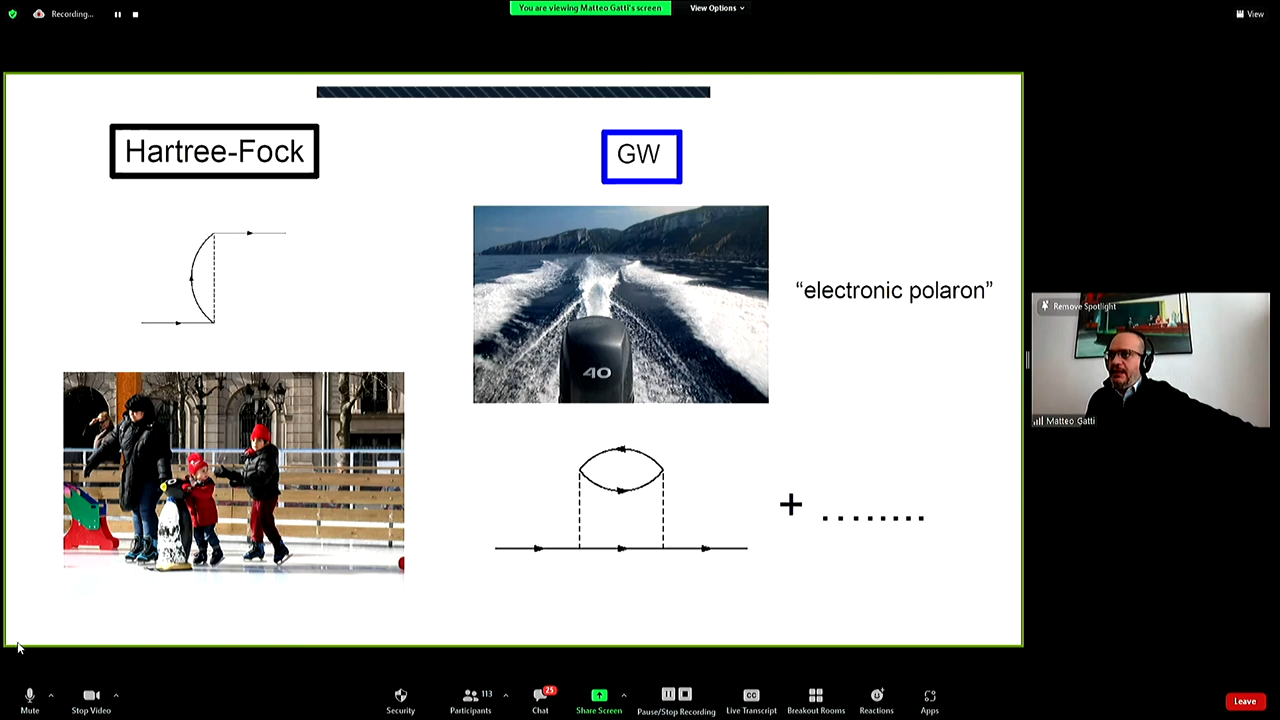 Recording...
You are viewing Matteo Gatti's screen
View Options
View
Hartree-Fock
GW
40
“electronic polaron”
+ ........
Remove Spotlight
Matteo Gatti
Mute
Stop Video
Security
Participants
113
Chat
25
Share Screen
Pause/Stop Recording
CC
Live Transcript
Breakout Rooms
Reactions
Apps
Leave